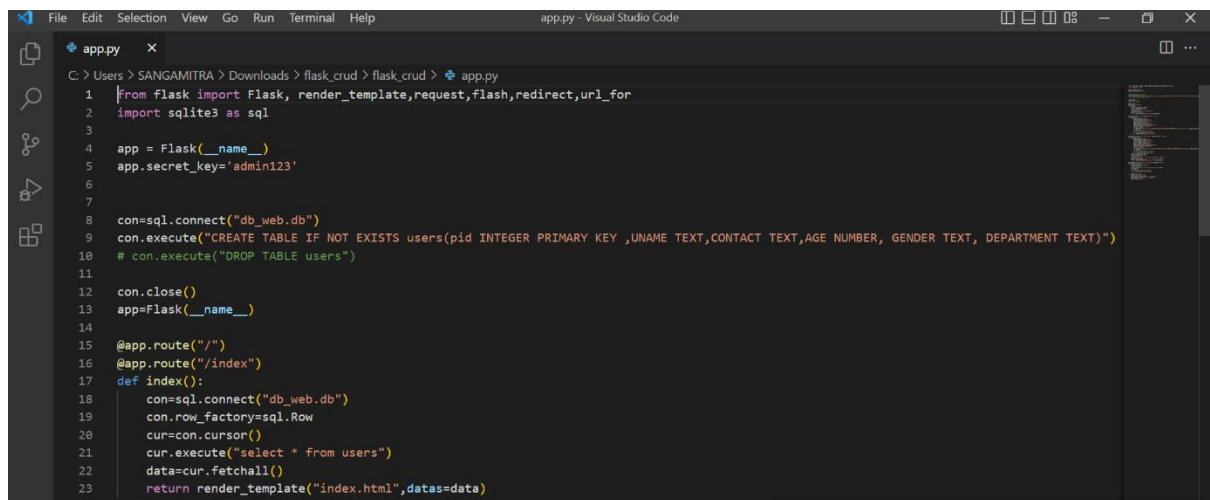 File Edit Selection View Go Run Terminal Help app.py - Visual Studio Code
app.py
C: > Users > SANGAMITRA > Downloads > flask_crud > flask_crud > app.py
1 from flask import Flask, render_template,request,flash,redirect,url_for
2 import sqlite3 as sql
3
4 app = Flask(__name__)
5 app.secret_key='admin123'
6
7
8 con=sql.connect("db_web.db")
9 con.execute("CREATE TABLE IF NOT EXISTS users(pid INTEGER PRIMARY KEY ,UNAME TEXT,CONTACT TEXT,AGE NUMBER, GENDER TEXT, DEPARTMENT TEXT)")
10 # con.execute("DROP TABLE users")
11
12 con.close()
13 app=Flask(__name__)
14
15 @app.route("/")
16 @app.route("/index")
17 def index():
18     con=sql.connect("db_web.db")
19     con.row_factory=sql.Row
20     cur=con.cursor()
21     cur.execute("select * from users")
22     data=cur.fetchall()
23     return render_template("index.html",datas=data)